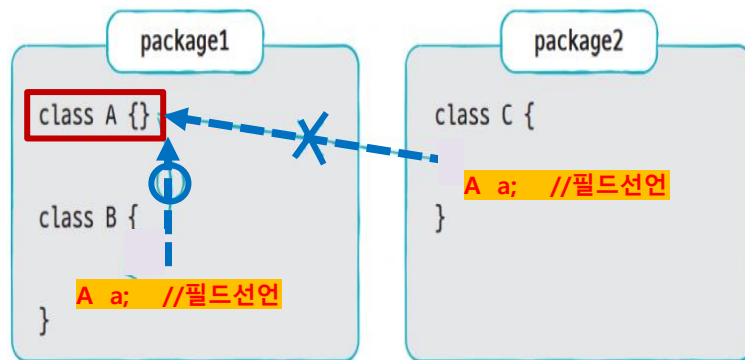 package1
class A {}
class B {
A a; //필드선언
}
package2
class C {
A a; //필드선언
}